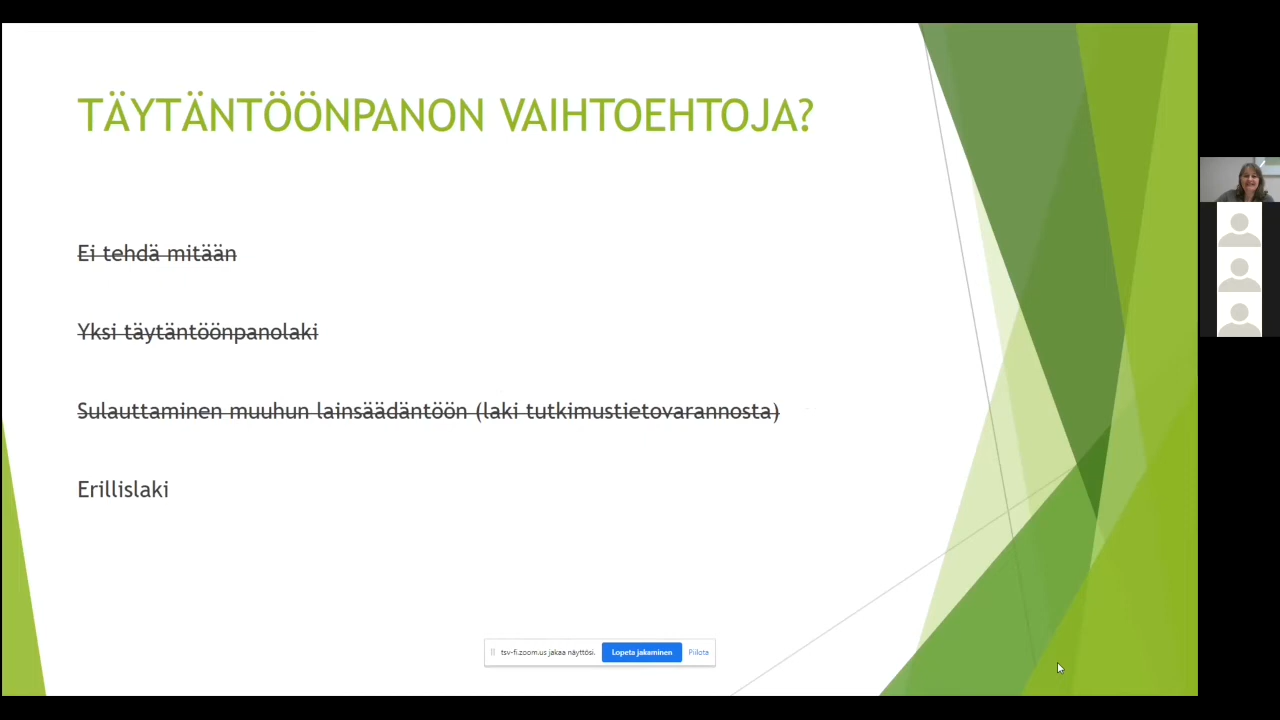 TÄYTÄNTÖÖNPANON VAIHTOEHTOJA?
Ei tehdä mitään
Yksi täytäntöönpanolaki
Sulauttaminen muuhun lainsäädäntöön (laki tutkimustietovarannosta)
Erillislaki
tsv-fi.zoom.us jakaa näyttösi. Lopeta jakaminen Piilota